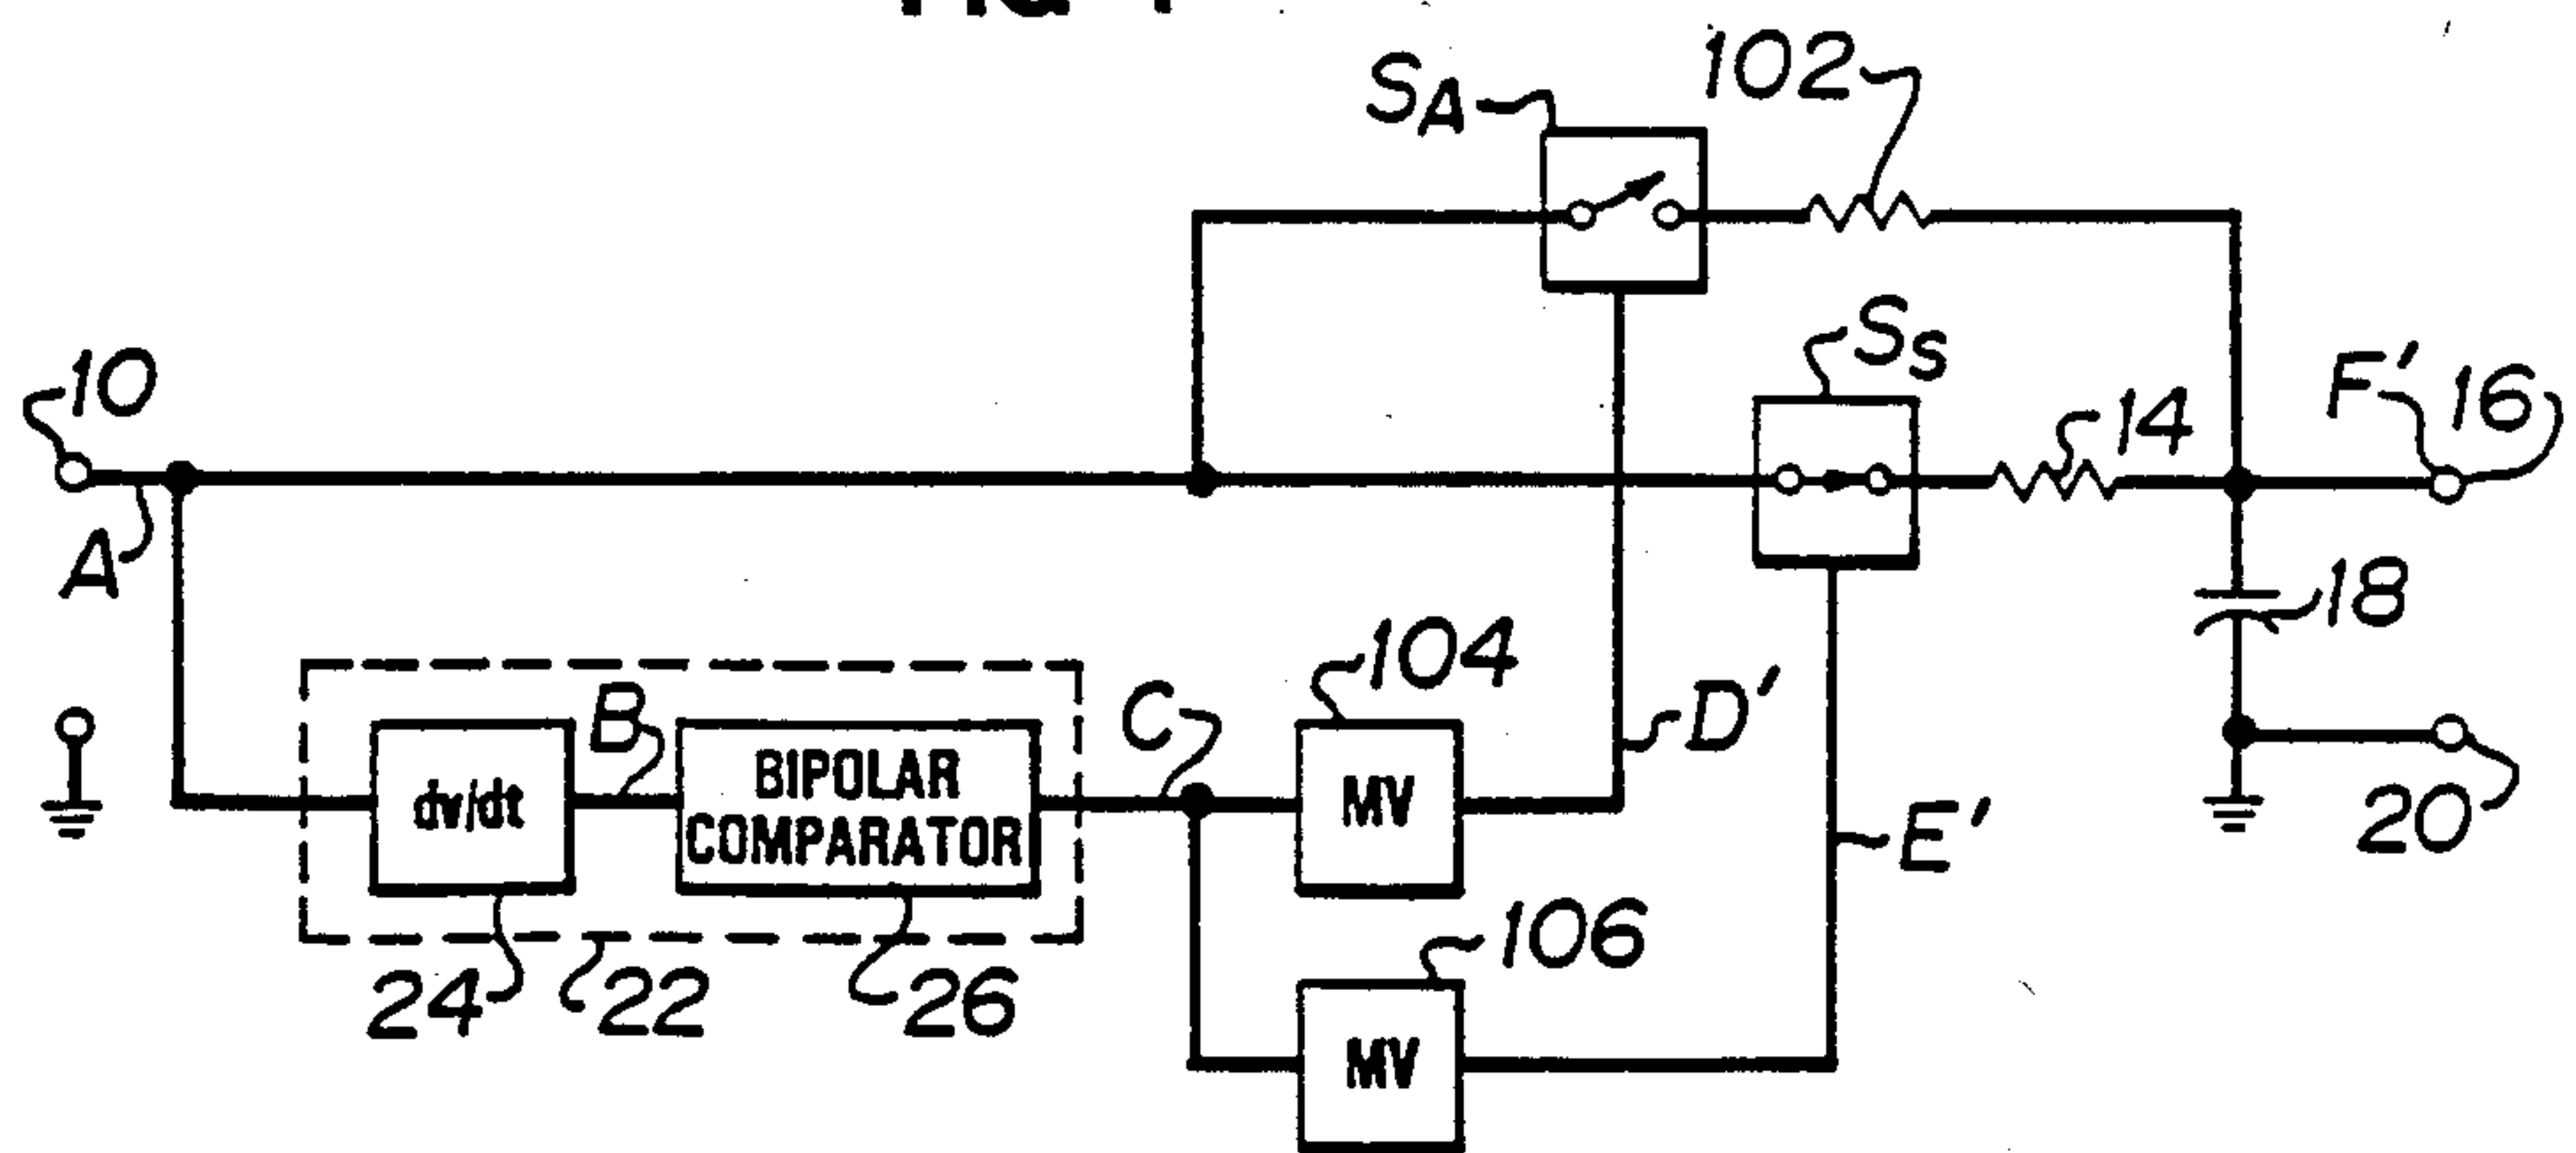 SA
102
10
SS
14
F'
16
A
18
104
B
C
D'
dv/dt
BIPOLAR
COMPARATOR
MV
E'
20
106
24
22
26
MV